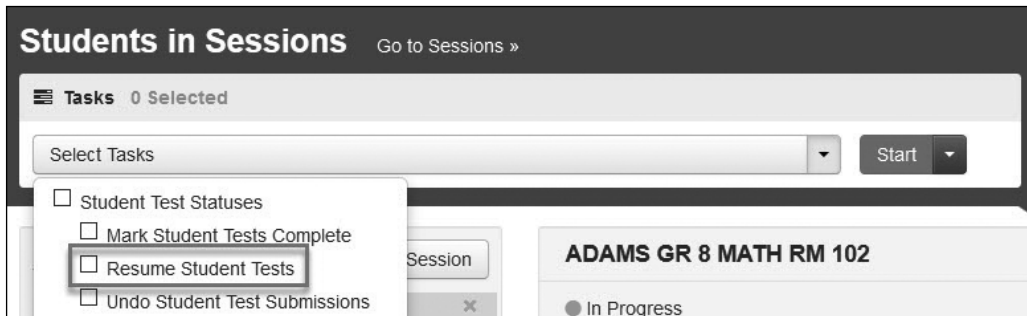 Students in Sessions Go to Sessions »
Tasks 0 Selected
Select Tasks Start
Student Test Statuses
Mark Student Tests Complete
Resume Student Tests
Undo Student Test Submissions
Session
ADAMS GR 8 MATH RM 102
In Progress